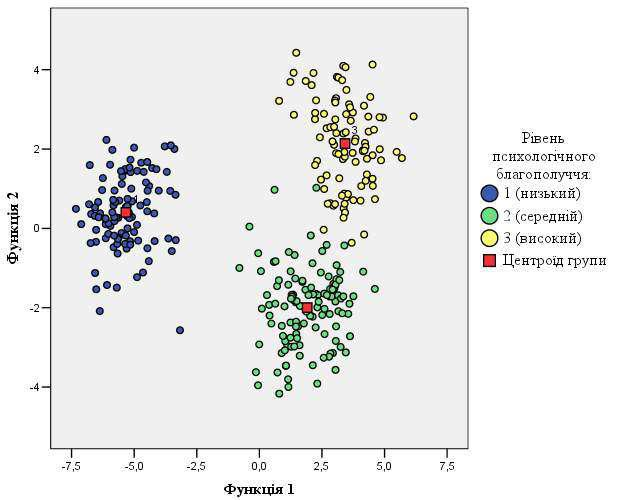 4
2
0
-2
-4
Функція 2
3
-7,5 -5,0 -2,5 0,0 2,5 5,0 7,5
Функція 1
Рівень
психологічного
благополуччя:
1 (низький)
2 (середній)
3 (високий)
Центроїд групи